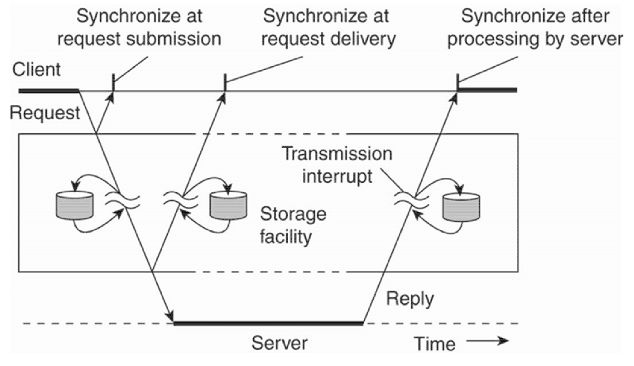 Synchronize at
request submission
Synchronize at
request delivery
Synchronize after
processing by server
Client
Request
Transmission
interrupt
Storage
facility
Reply
Server
Time